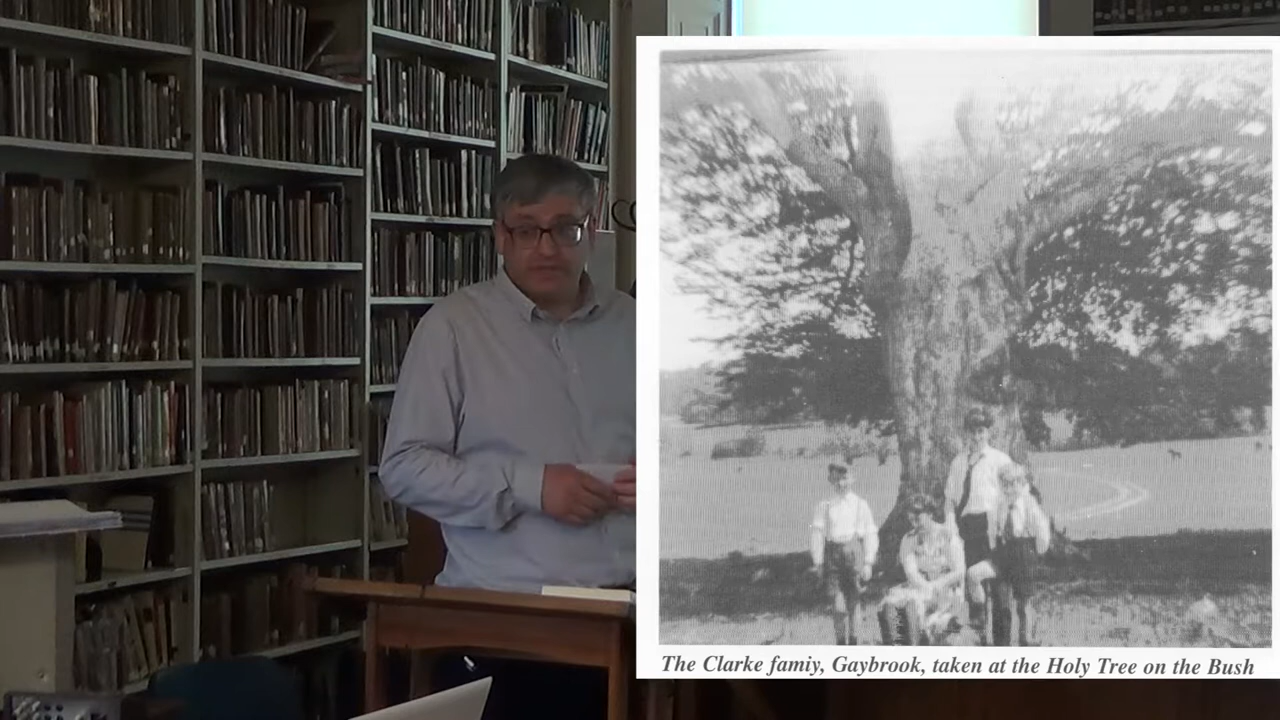 The Clarke famiy, Gaybrook, taken at the Holy Tree on the Bush